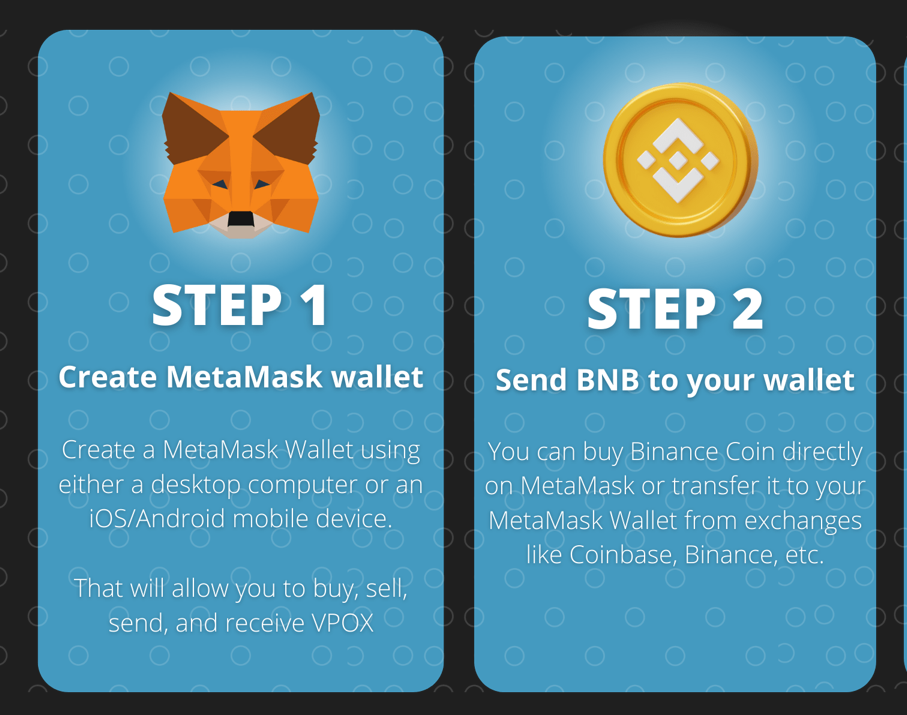 STEP 1
Create MetaMask wallet
Create a MetaMask Wallet using
either a desktop computer or an
iOS/Android mobile device.
That will allow you to buy, sell,
send, and receive VPOX
STEP 2
Send BNB to your wallet
You can buy Binance Coin directly
on MetaMask or transfer it to your
MetaMask Wallet from exchanges
like Coinbase, Binance, etc.